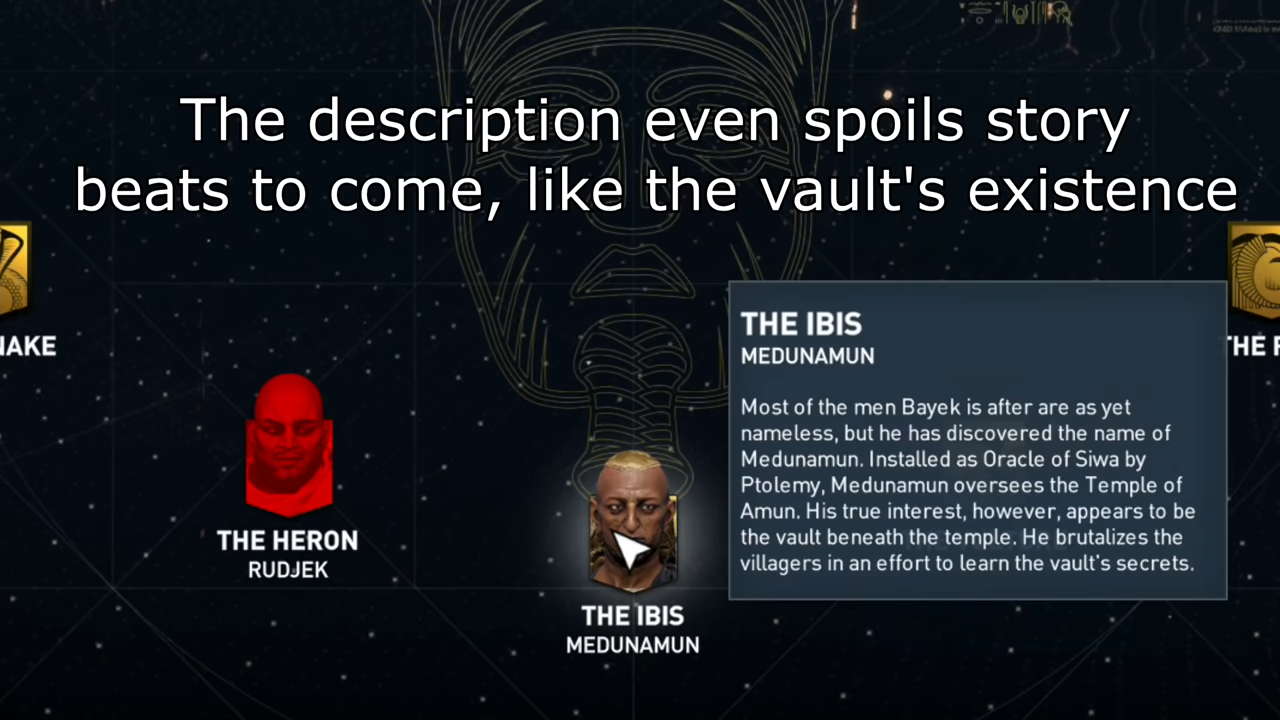 The description even spoils story
beats to come, like the vault's existence
THE IBIS
MEDUNAMUN
Most of the men Bayek is after are as yet
nameless, but he has discovered the name of
Medunamun. Installed as Oracle of Siwa by
Ptolemy, Medunamun oversees the Temple of
Amun. His true interest, however, appears to be
the vault beneath the temple. He brutalizes the
villagers in an effort to learn the vault's secrets.
THE HERON
RUDJEK
THE IBIS
MEDUNAMUN